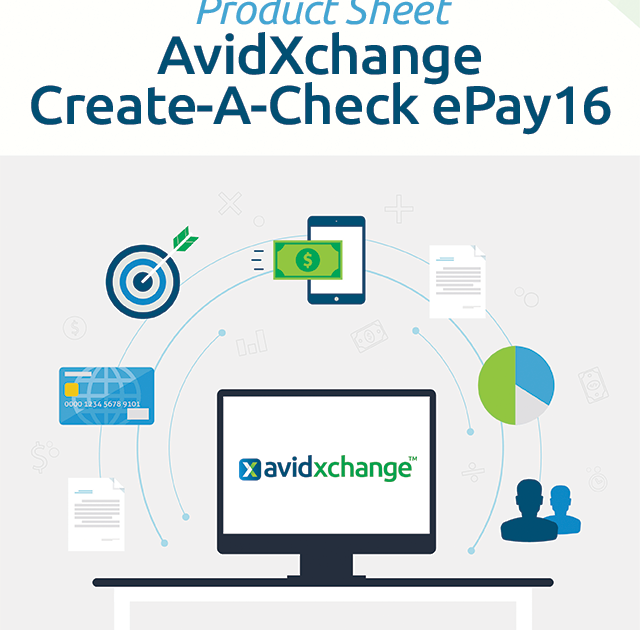 Product Sheet
AvidXchange
Create-A-Check ePay16
$
0000 1234 5678 9101
avidxchange™